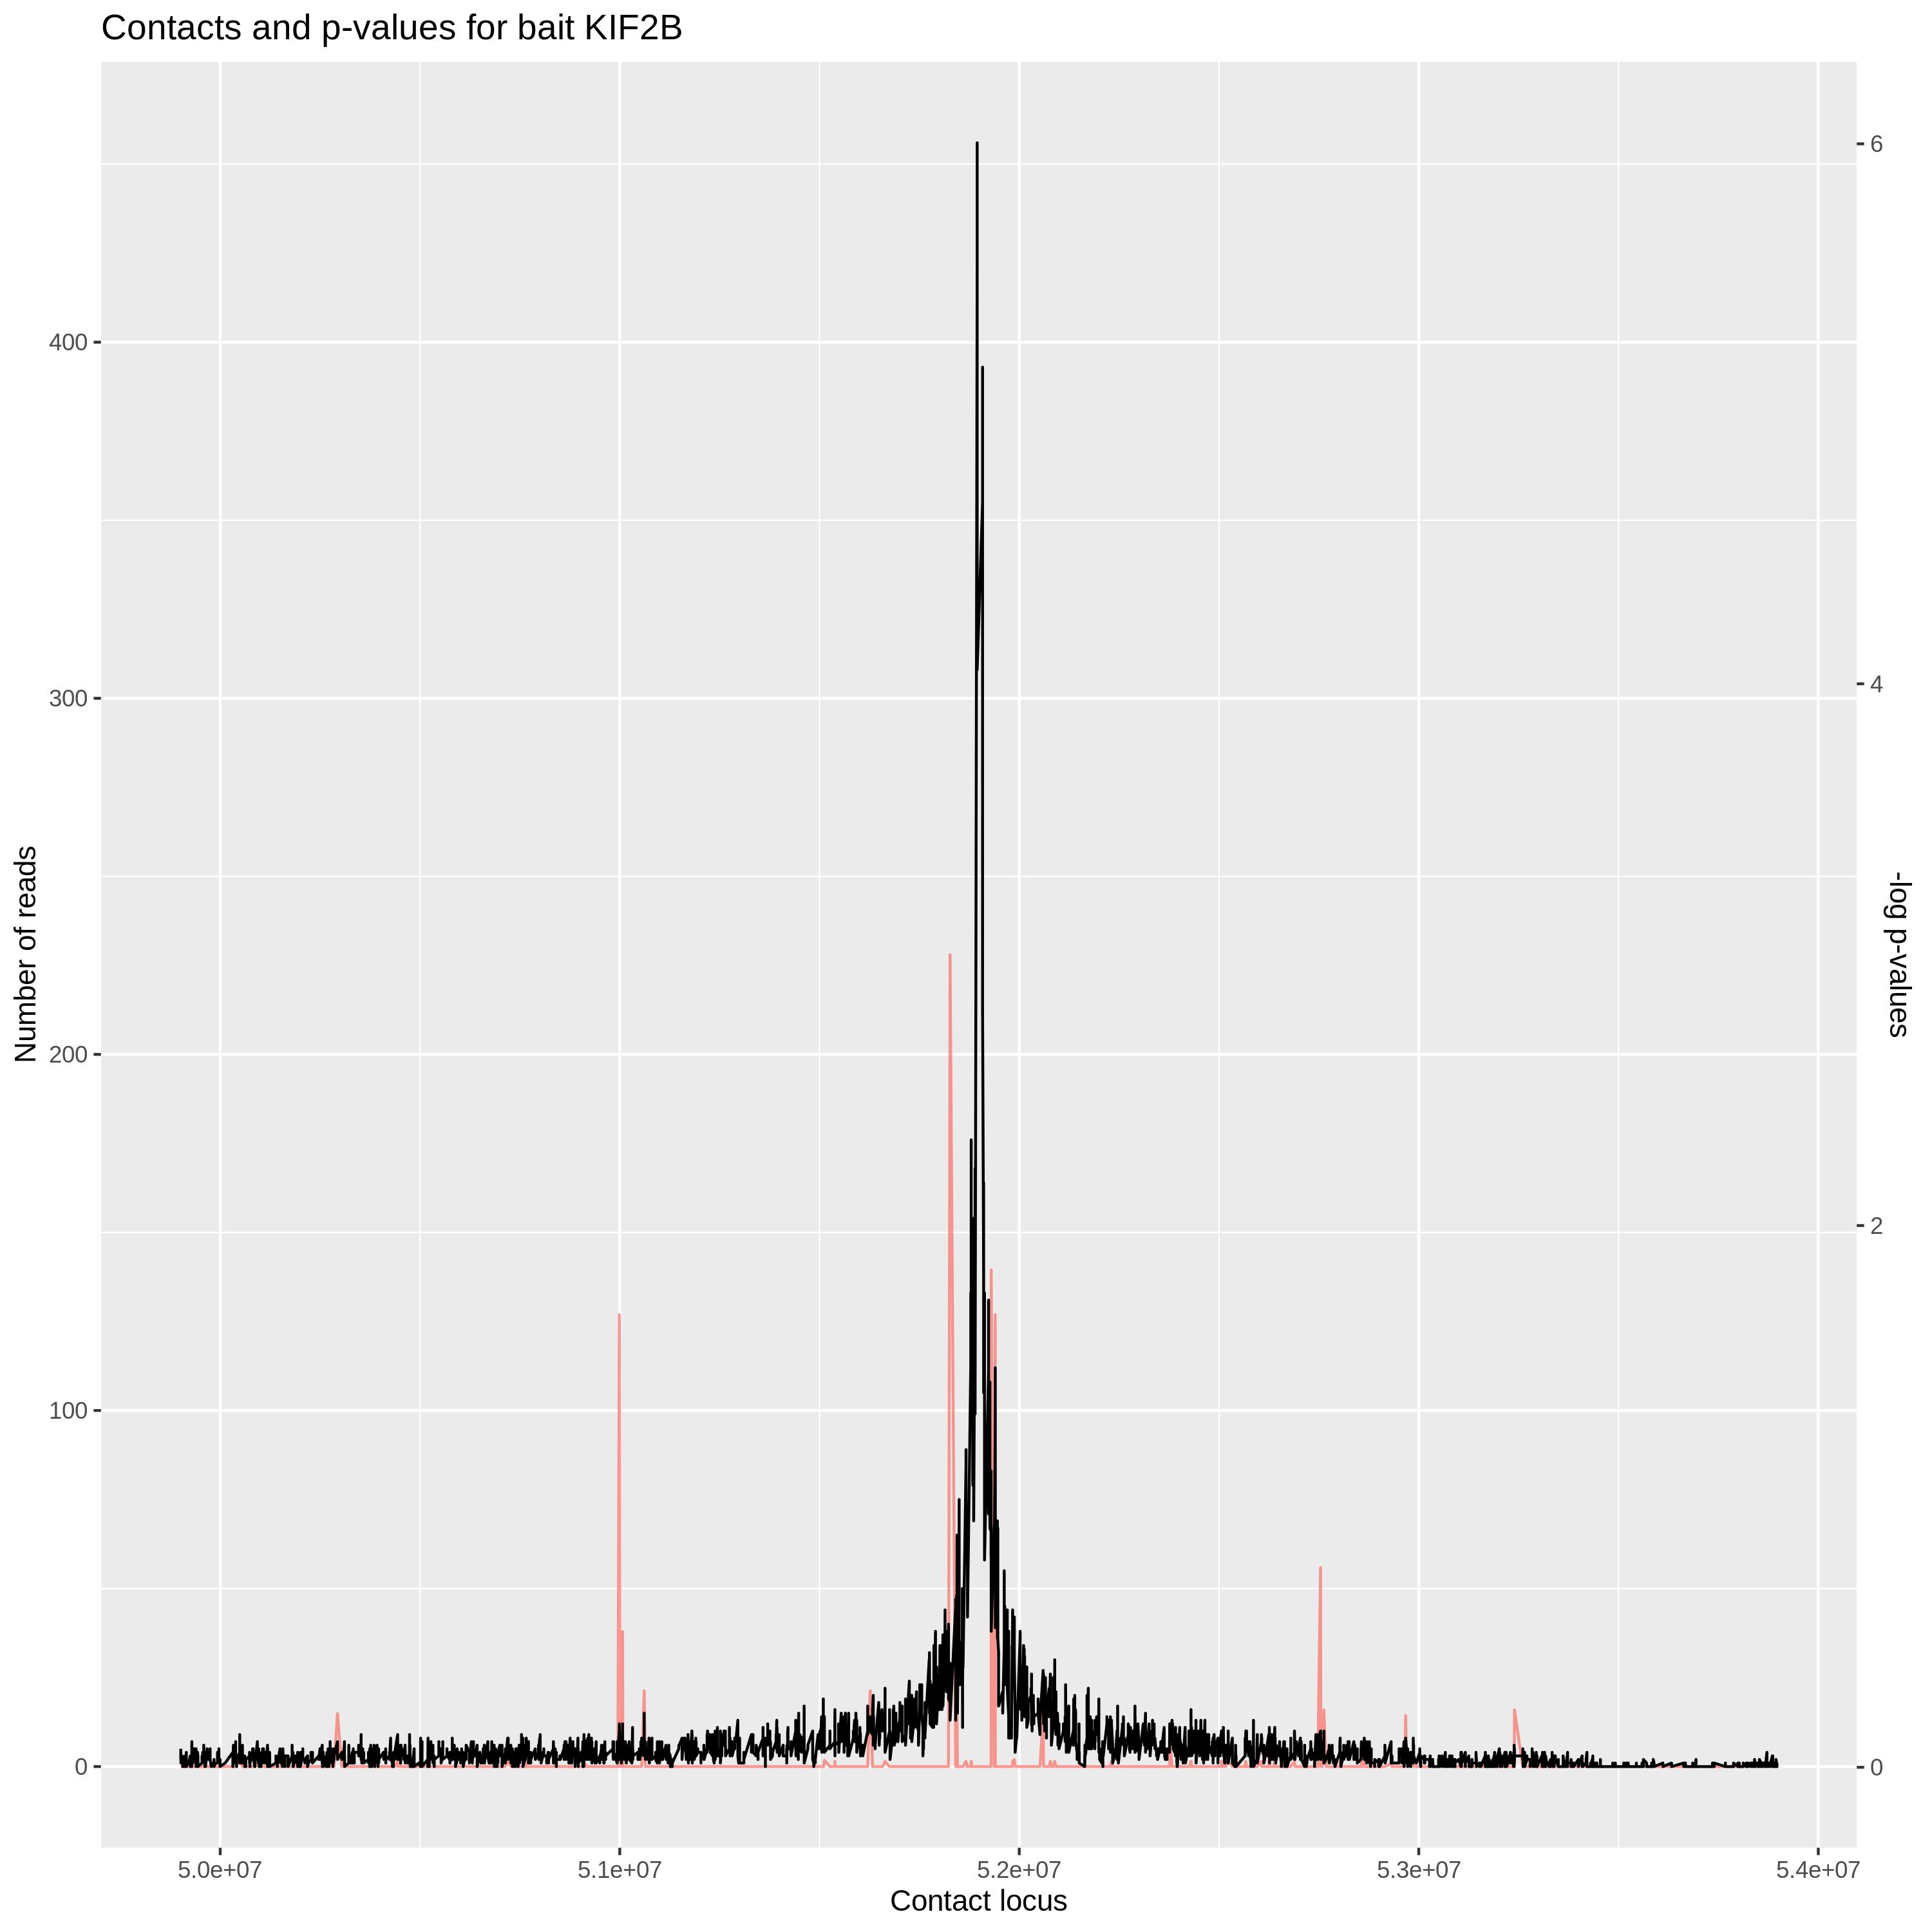 Contacts and p-values for bait KIF2B
Number of reads
400
300
200
100
0
6
4
2
0
-log p-values
5.0e+07 5.1e+07 5.2e+07 5.3e+07 5.4e+07
Contact locus